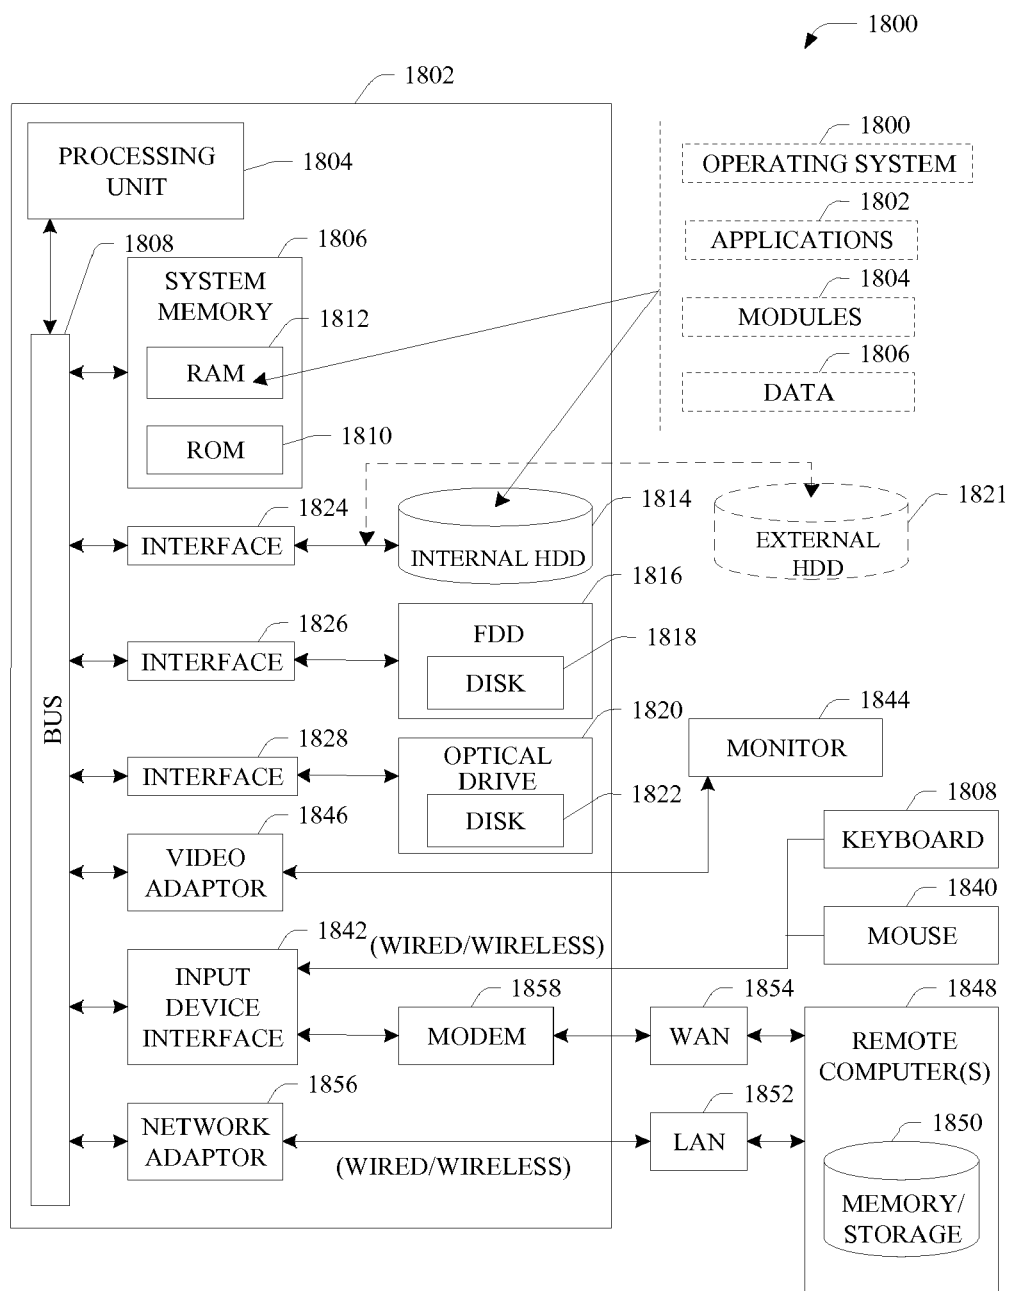 1800
1802
PROCESSING
UNIT
1804
1808
1806
SYSTEM
MEMORY
1812
RAM
1810
ROM
1800
OPERATING SYSTEM
1802
APPLICATIONS
1804
MODULES
1806
DATA
1824
INTERFACE
1814
INTERNAL HDD
1821
EXTERNAL
HDD
1826
INTERFACE
1816
FDD
1818
DISK
BUS
1828
INTERFACE
1820
OPTICAL
DRIVE
1822
DISK
1844
MONITOR
1846
VIDEO
ADAPTOR
1808
KEYBOARD
1840
MOUSE
1842
(WIRED/WIRELESS)
INPUT
DEVICE
INTERFACE
1858
MODEM
1854
WAN
1848
REMOTE
COMPUTER(S)
1856
NETWORK
ADAPTOR
(WIRED/WIRELESS)
1852
LAN
1850
MEMORY/
STORAGE